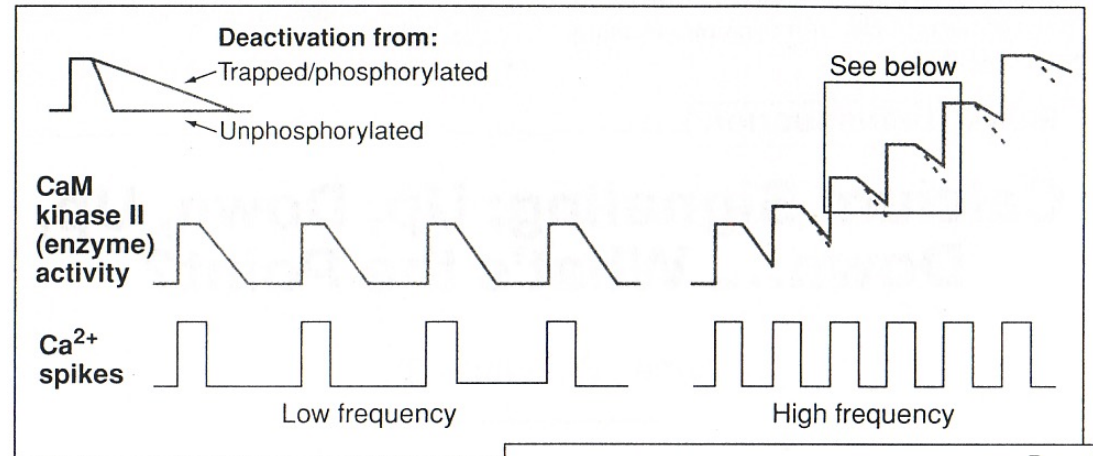 Deactivation from:
Trapped/phosphorylated
Unphosphorylated
See below
CaM
kinase II
(enzyme)
activity
Ca2+
spikes
Low frequency
High frequency